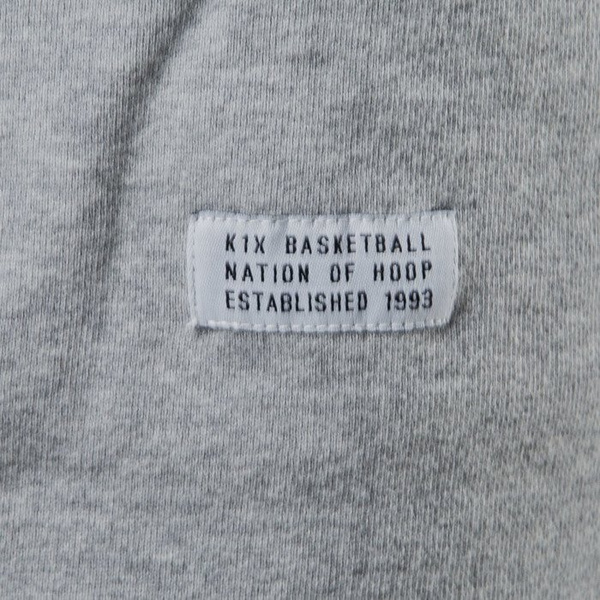 K1X BASKETBALL
NATION OF HOOP
ESTABLISHED 1993